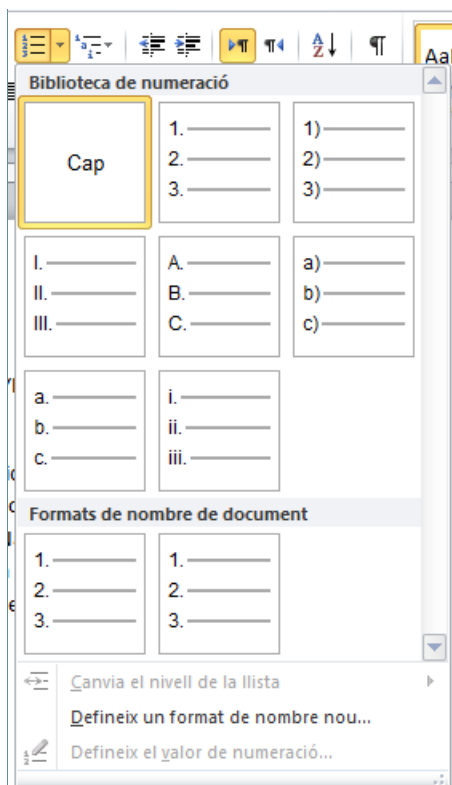 Aa
Biblioteca de numeració
Cap
1.
2.
3.
1)
2)
3)
I.
II.
III.
A.
B.
C.
a)
b)
c)
a.
b.
c.
i.
ii.
iii.
Formats de nombre de document
1.
2.
3.
1.
2.
3.
Canvia el nivell de la llista
Defineix un format de nombre nou...
Defineix el valor de numeració...